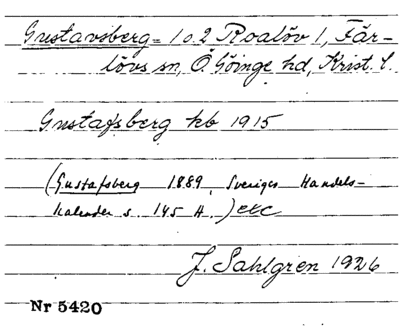 Gustavsberg = 1 o. 2 Roalöv 1, Fär-
lövs sn, Ö. Göinge hd, Krist. l.
Gustafsberg kb 1915
(Gustafsberg 1889, Sveriges Handels-
kalender s. 145 H.) etc
J. Sahlgren 1926
Nr 5420